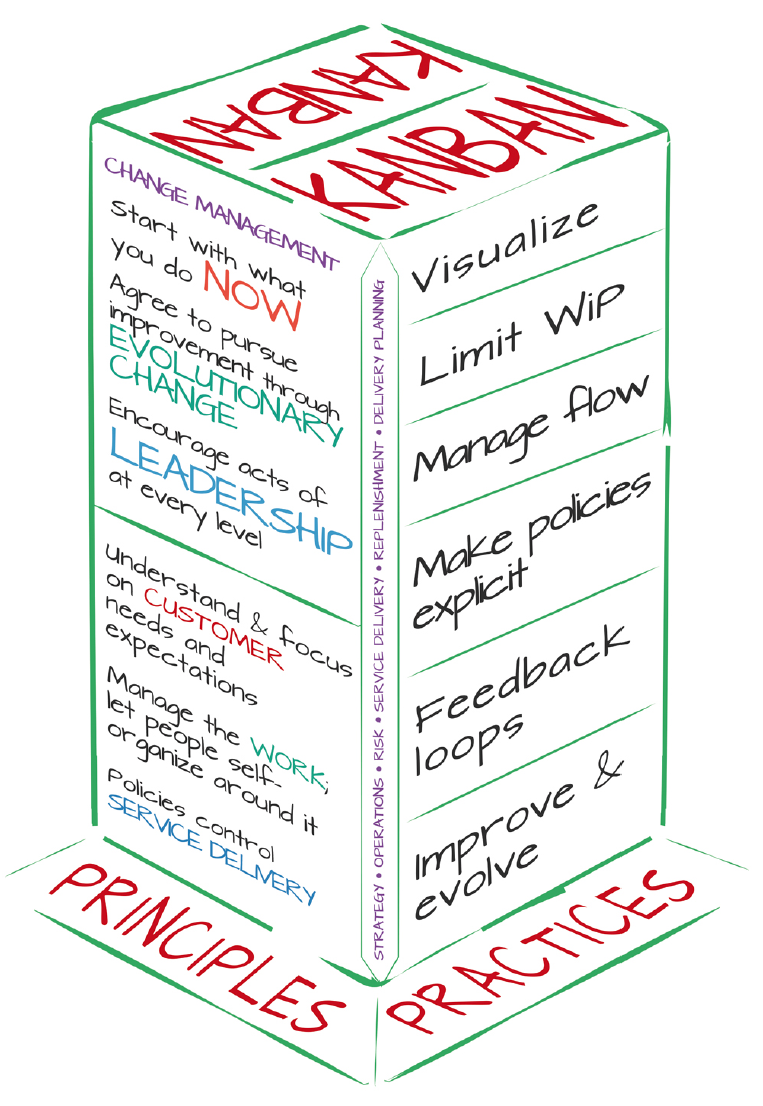 KANBAN
KANBAN
CHANGE MANAGEMENT
Start with what
you do NOW
Agree to pursue
improvement through
EVOLUTIONARY
CHANGE
Encourage acts of
LEADERSHIP
at every level
Understand & focus
on CUSTOMER
needs and
expectations
Manage the WORK;
let people self-
organize around it
Policies control
SERVICE DELIVERY
STRATEGY • OPERATIONS • RISK • SERVICE DELIVERY • REPLENISHMENT • DELIVERY PLANNING
Visualize
Limit WiP
Manage flow
Make policies
explicit
Feedback
loops
Improve &
evolve
PRINCIPLES
PRACTICES